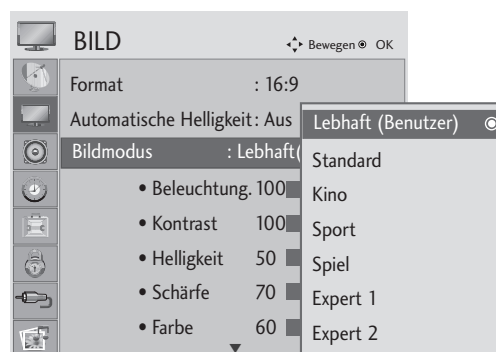 BILD
Bewegen OK
Format : 16:9
Automatische Helligkeit : Aus
Bildmodus : Lebhaft(
• Beleuchtung. 100
• Kontrast 100
• Helligkeit 50
• Schärfe 70
• Farbe 60
Lebhaft (Benutzer)
Standard
Kino
Sport
Spiel
Expert 1
Expert 2